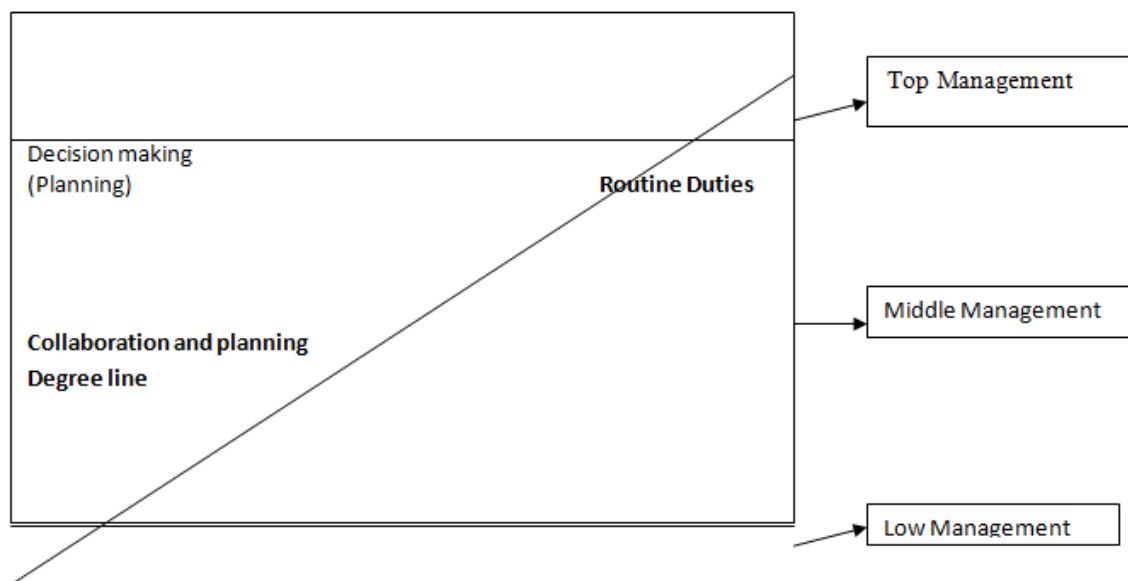 Top Management
Decision making
(Planning)
Routine Duties
Middle Management
Collaboration and planning
Degree line
Low Management